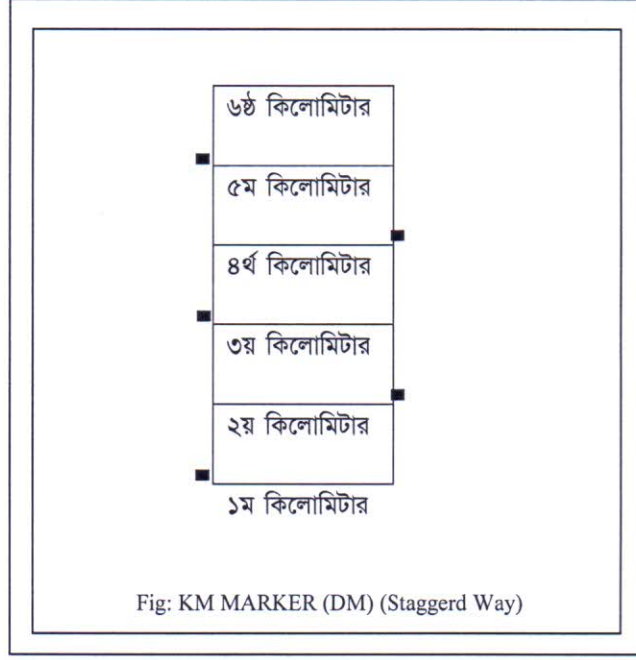 ৬ষ্ঠ কিলোমিটার
৫ম কিলোমিটার
৪র্থ কিলোমিটার
৩য় কিলোমিটার
২য় কিলোমিটার
১ম কিলোমিটার
Fig: KM MARKER (DM) (Staggerd Way)